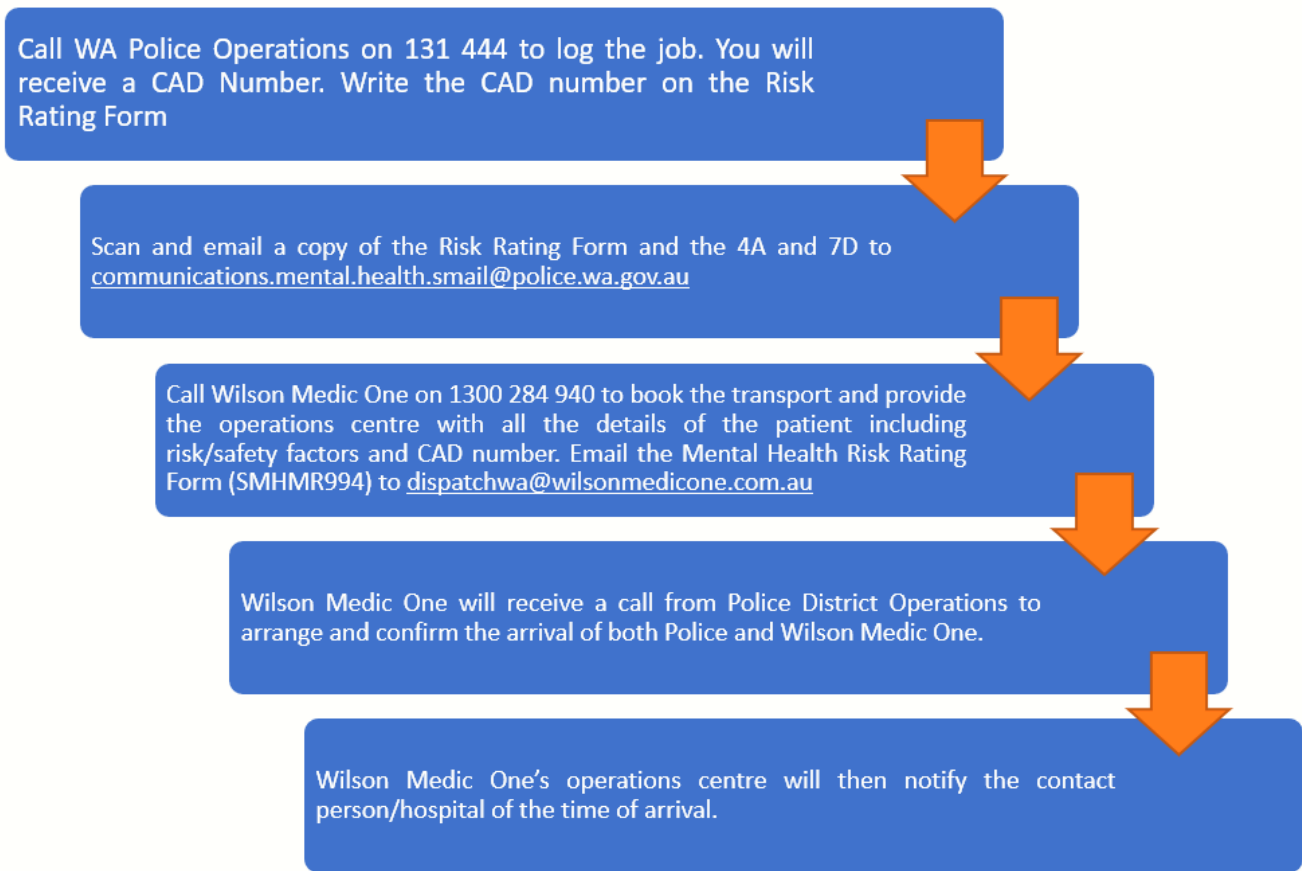 Call WA Police Operations on 131 444 to log the job. You will
receive a CAD Number. Write the CAD number on the Risk
Rating Form
Scan and email a copy of the Risk Rating Form and the 4A and 7D to
communications.mental.health.smail@police.wa.gov.au
Call Wilson Medic One on 1300 284 940 to book the transport and provide
the operations centre with all the details of the patient including
risk/safety factors and CAD number. Email the Mental Health Risk Rating
Form (SMHMR994) to dispatchwa@wilsonmedicone.com.au
Wilson Medic One will receive a call from Police District Operations to
arrange and confirm the arrival of both Police and Wilson Medic One.
Wilson Medic One’s operations centre will then notify the contact
person/hospital of the time of arrival.